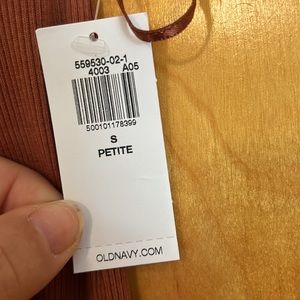 559530-02-1
4003 A05
500101178399
S
PETITE
OLDNAVY.COM